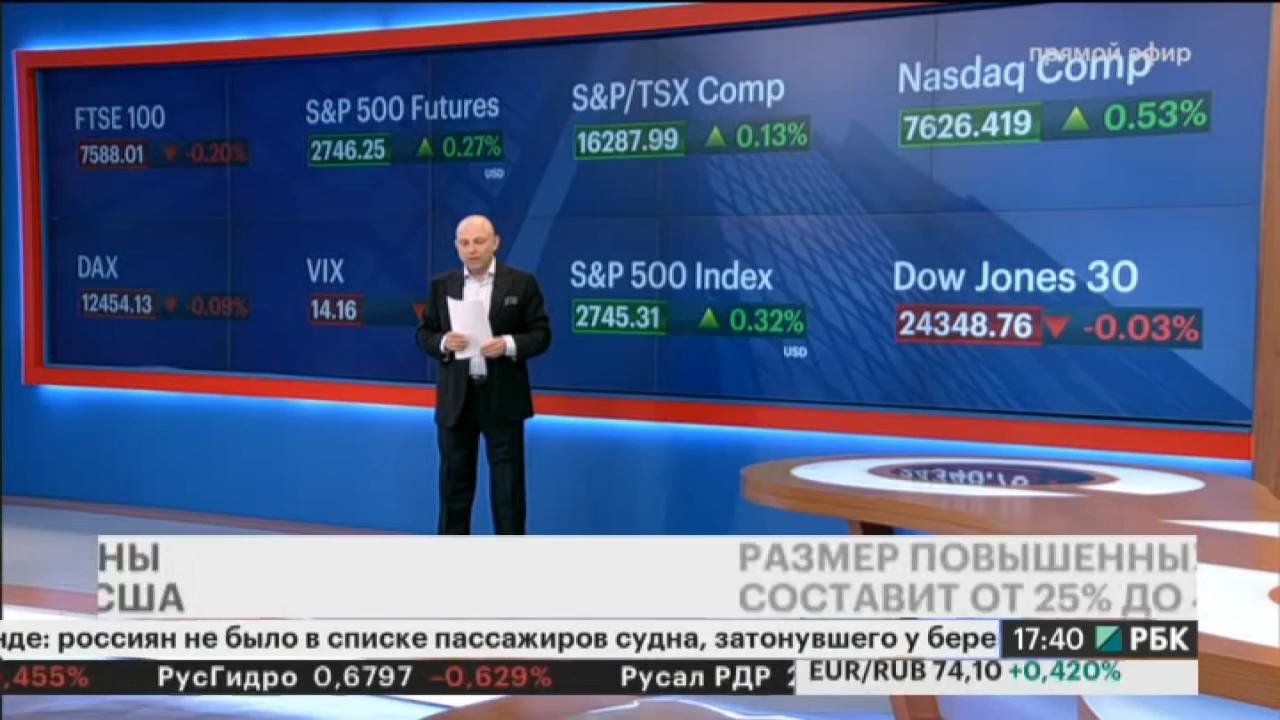 прямой эфир
FTSE 100
7588.01 ▼ -0.20%
S&P 500 Futures
2746.25 ▲ 0.27%
USD
S&P/TSX Comp
16287.99 ▲ 0.13%
Nasdaq Comp
7626.419 ▲ 0.53%
DAX
12454.13 ▼ -0.09%
VIX
14.16
S&P 500 Index
2745.31 ▲ 0.32%
USD
Dow Jones 30
24348.76 ▼ -0.03%
НЫ
США
РАЗМЕР ПОВЫШЕННЫ
СОСТАВИТ ОТ 25% ДО
нде: россиян не было в списке пассажиров судна, затонувшего у бере
17:40 РБК
,455% РусГидро 0,6797 -0,629% Русал РДР
EUR/RUB 74,10 +0,420%